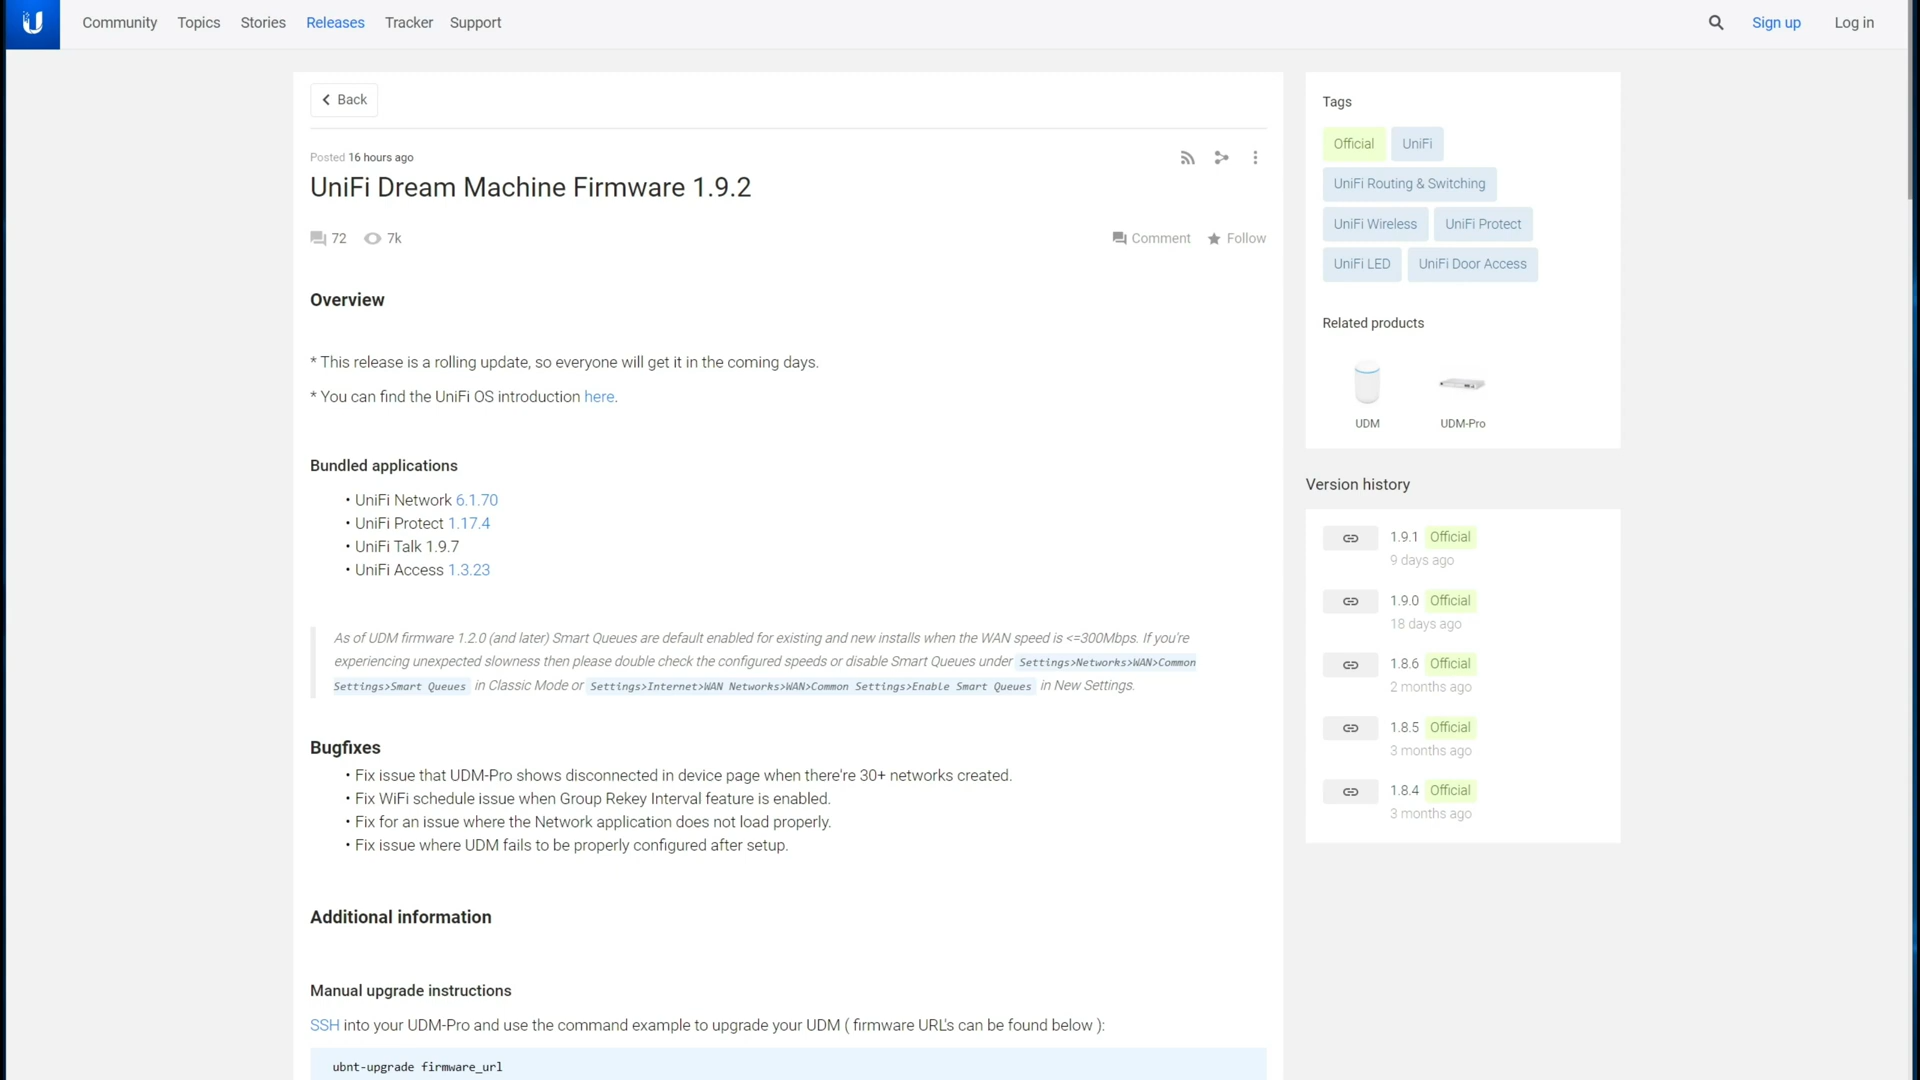 Community Topics Stories Releases Tracker Support Sign up Log in
Back
Posted 16 hours ago
UniFi Dream Machine Firmware 1.9.2
72 7k Comment Follow
Overview
* This release is a rolling update, so everyone will get it in the coming days.
* You can find the UniFi OS introduction here.
Bundled applications
• UniFi Network 6.1.70
• UniFi Protect 1.17.4
• UniFi Talk 1.9.7
• UniFi Access 1.3.23
As of UDM firmware 1.2.0 (and later) Smart Queues are default enabled for existing and new installs when the WAN speed is <=300Mbps. If you're
experiencing unexpected slowness then please double check the configured speeds or disable Smart Queues under Settings>Networks>WAN>Common
Settings>Smart Queues in Classic Mode or Settings>Internet>WAN Networks>WAN>Common Settings>Enable Smart Queues in New Settings.
Bugfixes
• Fix issue that UDM-Pro shows disconnected in device page when there're 30+ networks created.
• Fix WiFi schedule issue when Group Rekey Interval feature is enabled.
• Fix for an issue where the Network application does not load properly.
• Fix issue where UDM fails to be properly configured after setup.
Additional information
Manual upgrade instructions
SSH into your UDM-Pro and use the command example to upgrade your UDM ( firmware URL's can be found below ):
ubnt-upgrade firmware_url
Tags
Official UniFi
UniFi Routing & Switching
UniFi Wireless UniFi Protect
UniFi LED UniFi Door Access
Related products
UDM UDM-Pro
Version history
1.9.1 Official
9 days ago
1.9.0 Official
18 days ago
1.8.6 Official
2 months ago
1.8.5 Official
3 months ago
1.8.4 Official
3 months ago